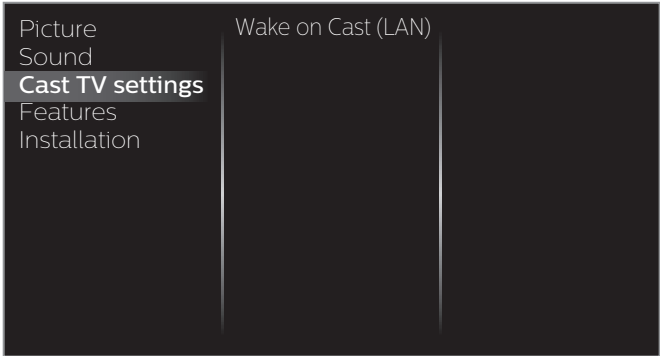 Picture
Sound
Cast TV settings
Features
Installation
Wake on Cast (LAN)